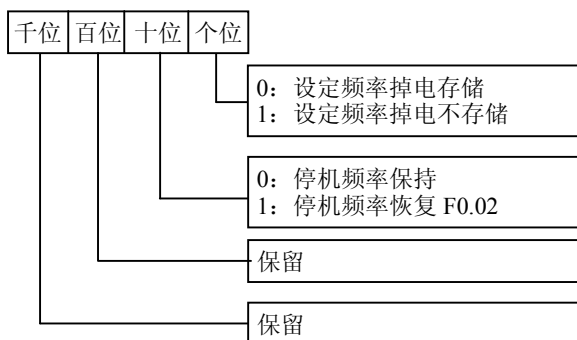 千位 百位 十位 个位
0：设定频率掉电存储
1：设定频率掉电不存储
0：停机频率保持
1：停机频率恢复 F0.02
保留
保留